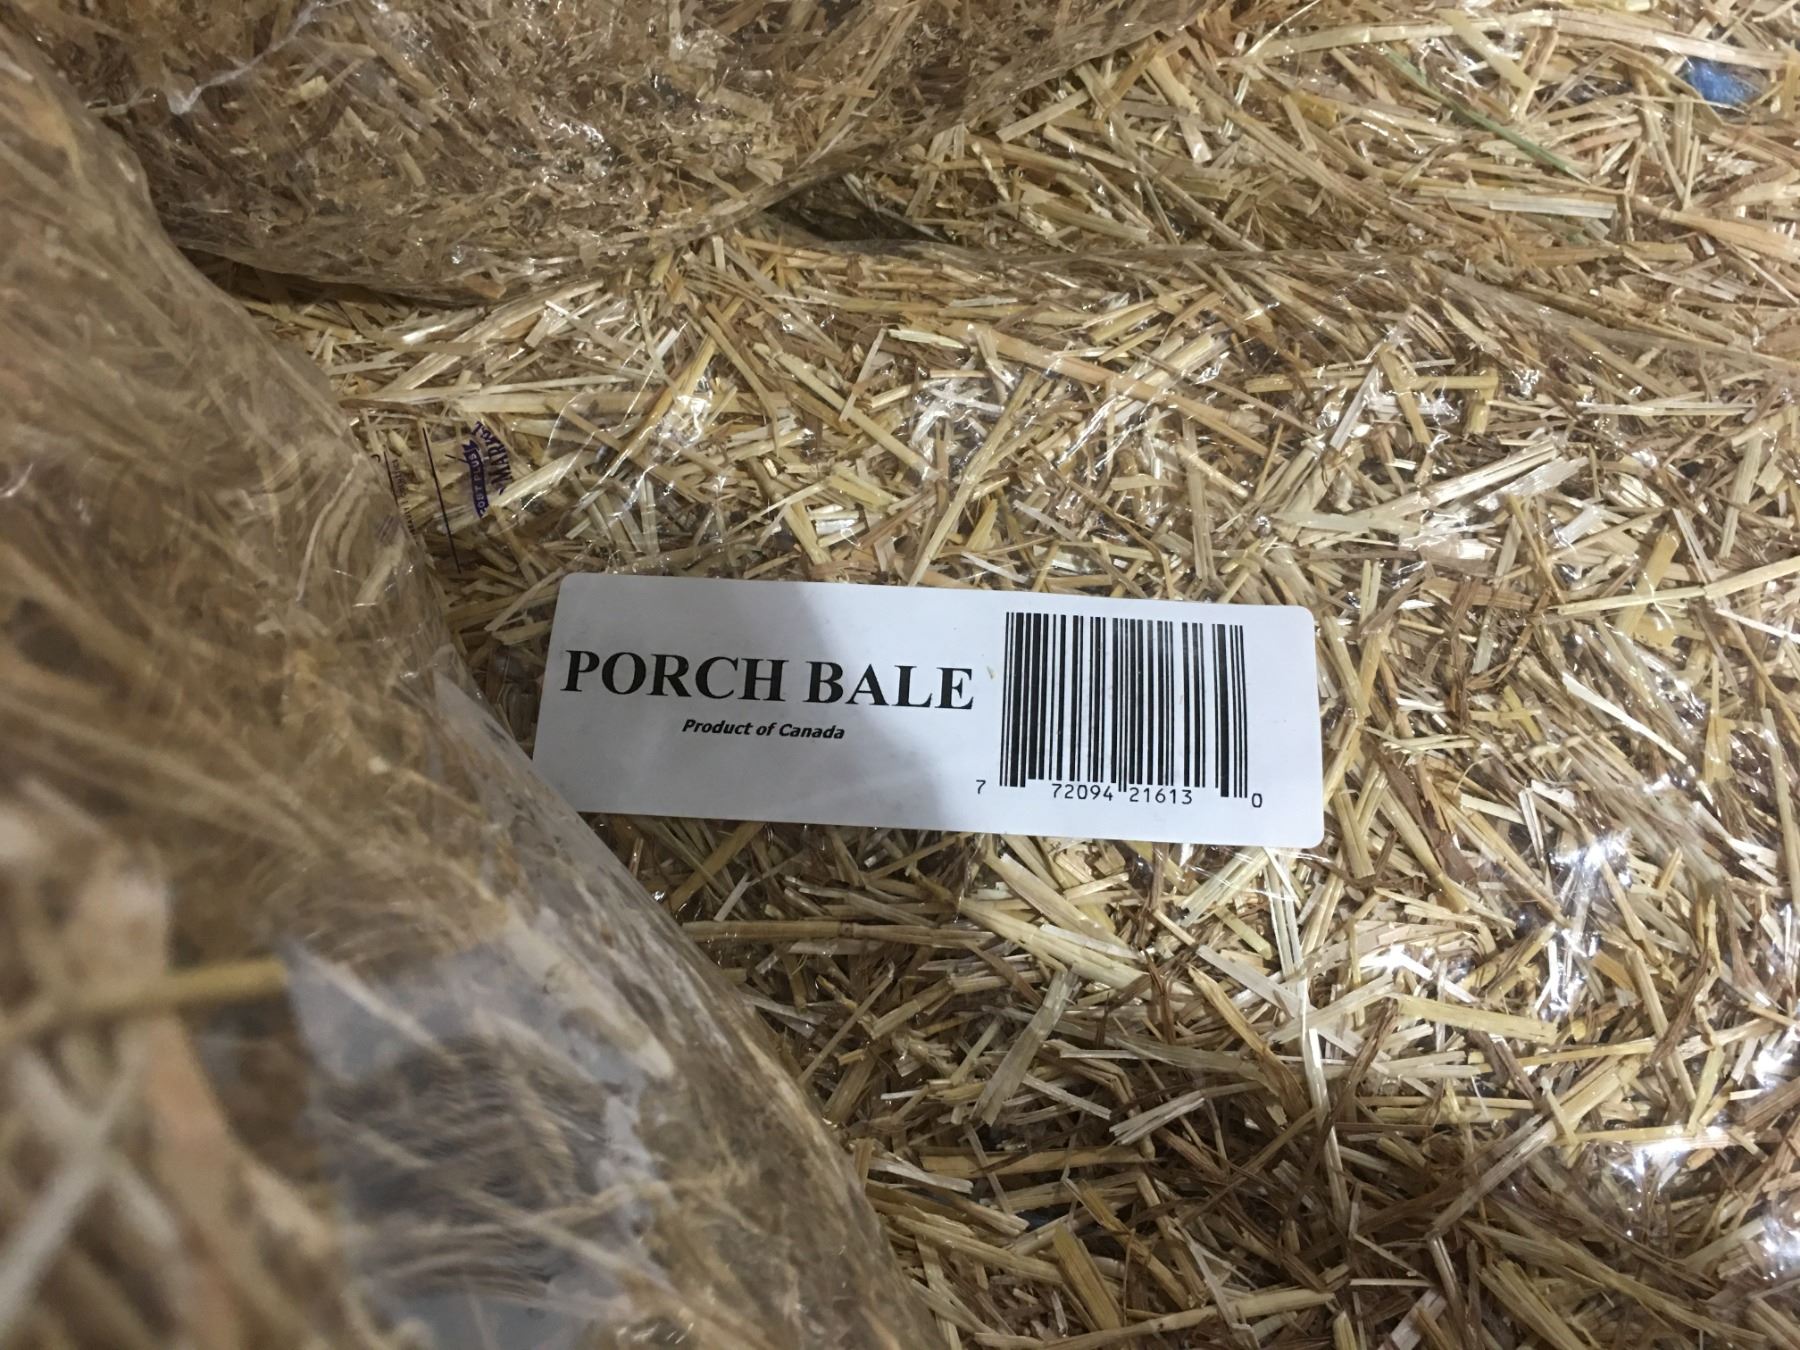 PORCH BALE
Product of Canada
7 72094 21613 0